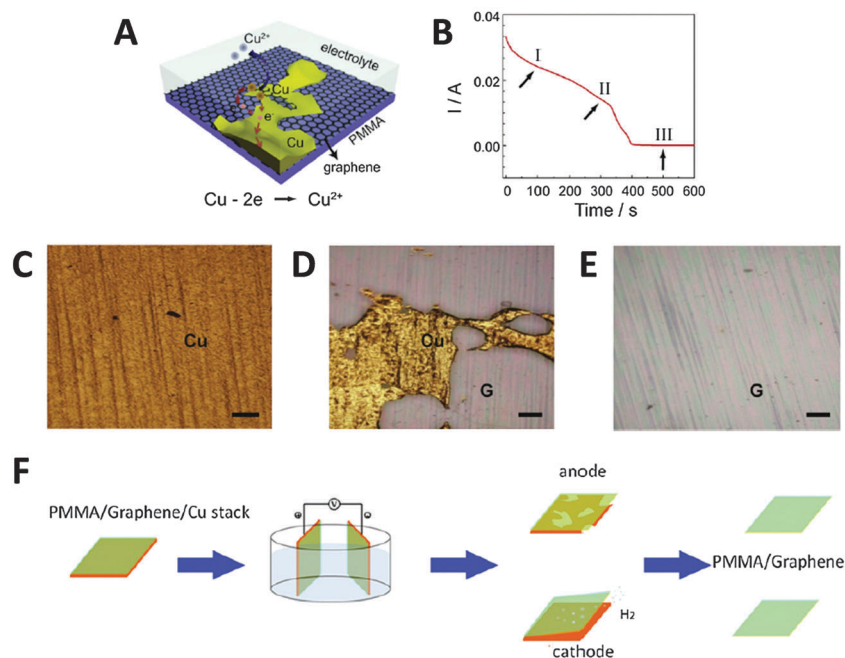 A
Cu²⁺
electrolyte
Cu
e⁻
Cu
PMMA
graphene
Cu - 2e → Cu²⁺
B
I / A
0.04
0.02
0.00
I
II
III
0 100 200 300 400 500 600
Time / s
C
Cu
D
Cu
G
E
G
F
PMMA/Graphene/Cu stack
V
⊕
⊖
anode
H₂
cathode
PMMA/Graphene